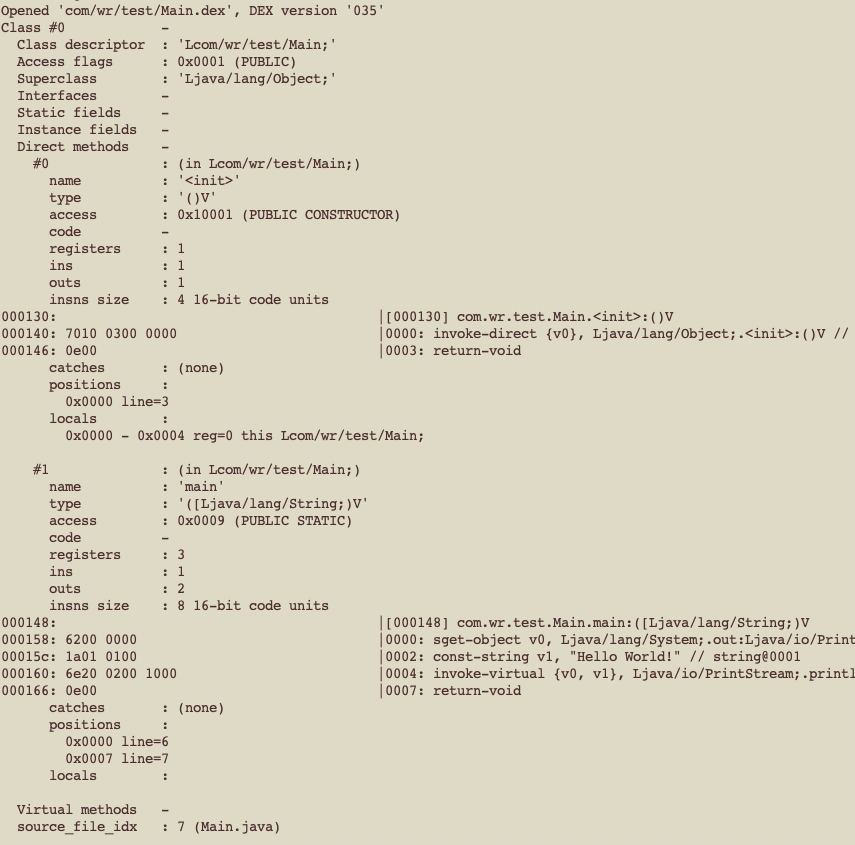 Opened 'com/wr/test/Main.dex', DEX version '035'
Class #0            -
  Class descriptor  : 'Lcom/wr/test/Main;'
  Access flags      : 0x0001 (PUBLIC)
  Superclass        : 'Ljava/lang/Object;'
  Interfaces        -
  Static fields     -
  Instance fields   -
  Direct methods    -
    #0              : (in Lcom/wr/test/Main;)
      name          : '<init>'
      type          : '()V'
      access        : 0x10001 (PUBLIC CONSTRUCTOR)
      code          -
      registers     : 1
      ins           : 1
      outs          : 1
      insns size    : 4 16-bit code units
000130:                                        |[000130] com.wr.test.Main.<init>:()V
000140: 7010 0300 0000                         |0000: invoke-direct {v0}, Ljava/lang/Object;.<init>:()V //
000146: 0e00                                   |0003: return-void
      catches       : (none)
      positions     :
        0x0000 line=3
      locals        :
        0x0000 - 0x0004 reg=0 this Lcom/wr/test/Main;
    #1              : (in Lcom/wr/test/Main;)
      name          : 'main'
      type          : '([Ljava/lang/String;)V'
      access        : 0x0009 (PUBLIC STATIC)
      code          -
      registers     : 3
      ins           : 1
      outs          : 2
      insns size    : 8 16-bit code units
000148:                                        |[000148] com.wr.test.Main.main:([Ljava/lang/String;)V
000158: 6200 0000                              |0000: sget-object v0, Ljava/lang/System;.out:Ljava/io/Print
00015c: 1a01 0100                              |0002: const-string v1, "Hello World!" // string@0001
000160: 6e20 0200 1000                         |0004: invoke-virtual {v0, v1}, Ljava/io/PrintStream;.printl
000166: 0e00                                   |0007: return-void
      catches       : (none)
      positions     :
        0x0000 line=6
        0x0007 line=7
      locals        :
  Virtual methods   -
  source_file_idx   : 7 (Main.java)